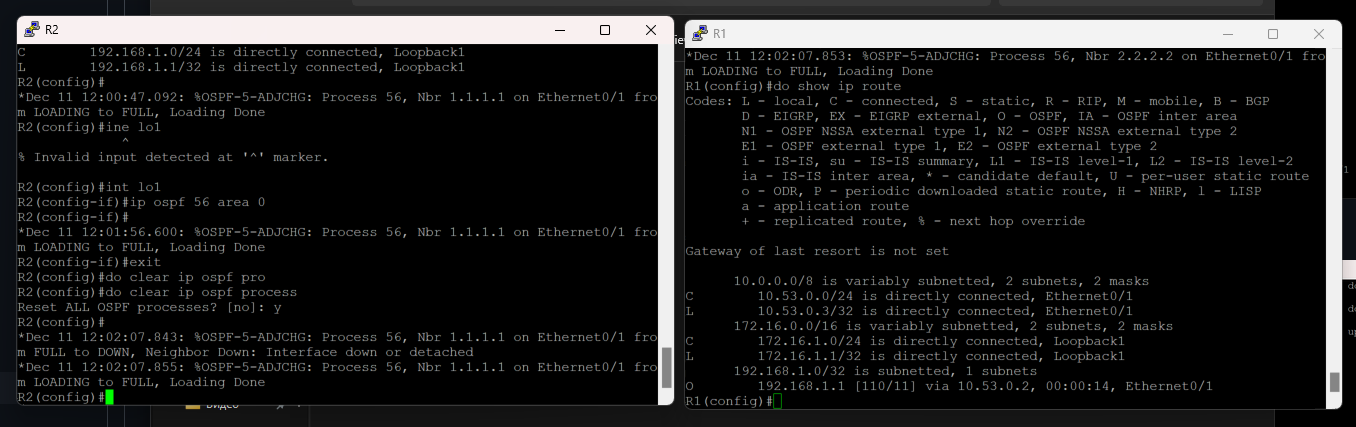 R2
C 192.168.1.0/24 is directly connected, Loopback1
L 192.168.1.1/32 is directly connected, Loopback1
R2(config)#
*Dec 11 12:00:47.092: %OSPF-5-ADJCHG: Process 56, Nbr 1.1.1.1 on Ethernet0/1 fro
m LOADING to FULL, Loading Done
R2(config)#ine lo1
^
% Invalid input detected at '^' marker.
R2(config)#int lo1
R2(config-if)#ip ospf 56 area 0
R2(config-if)#
*Dec 11 12:01:56.600: %OSPF-5-ADJCHG: Process 56, Nbr 1.1.1.1 on Ethernet0/1 fro
m LOADING to FULL, Loading Done
R2(config-if)#exit
R2(config)#do clear ip ospf pro
R2(config)#do clear ip ospf process
Reset ALL OSPF processes? [no]: y
R2(config)#
*Dec 11 12:02:07.843: %OSPF-5-ADJCHG: Process 56, Nbr 1.1.1.1 on Ethernet0/1 fro
m FULL to DOWN, Neighbor Down: Interface down or detached
*Dec 11 12:02:07.855: %OSPF-5-ADJCHG: Process 56, Nbr 1.1.1.1 on Ethernet0/1 fro
m LOADING to FULL, Loading Done
R2(config)#
Видео
R1
*Dec 11 12:02:07.853: %OSPF-5-ADJCHG: Process 56, Nbr 2.2.2.2 on Ethernet0/1 fro
m LOADING to FULL, Loading Done
R1(config)#do show ip route
Codes: L - local, C - connected, S - static, R - RIP, M - mobile, B - BGP
D - EIGRP, EX - EIGRP external, O - OSPF, IA - OSPF inter area
N1 - OSPF NSSA external type 1, N2 - OSPF NSSA external type 2
E1 - OSPF external type 1, E2 - OSPF external type 2
i - IS-IS, su - IS-IS summary, L1 - IS-IS level-1, L2 - IS-IS level-2
ia - IS-IS inter area, * - candidate default, U - per-user static route
o - ODR, P - periodic downloaded static route, H - NHRP, l - LISP
a - application route
+ - replicated route, % - next hop override
Gateway of last resort is not set
10.0.0.0/8 is variably subnetted, 2 subnets, 2 masks
C 10.53.0.0/24 is directly connected, Ethernet0/1
L 10.53.0.3/32 is directly connected, Ethernet0/1
172.16.0.0/16 is variably subnetted, 2 subnets, 2 masks
C 172.16.1.0/24 is directly connected, Loopback1
L 172.16.1.1/32 is directly connected, Loopback1
192.168.1.0/32 is subnetted, 1 subnets
O 192.168.1.1 [110/11] via 10.53.0.2, 00:00:14, Ethernet0/1
R1(config)#